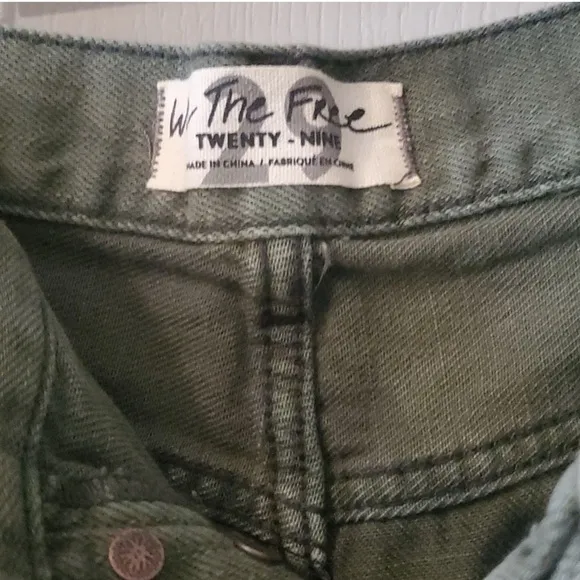 We The Free
TWENTY - NINE
MADE IN CHINA / FABRIQUÉ EN CHINE